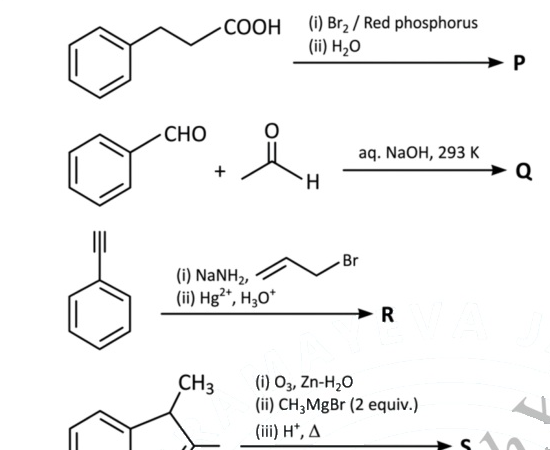 COOH
(i) Br₂ / Red phosphorus
(ii) H₂O
P
CHO
O
+
H
aq. NaOH, 293 K
Q
Br
(i) NaNH₂,
(ii) Hg²⁺, H₃O⁺
R
CH₃
(i) O₃, Zn-H₂O
(ii) CH₃MgBr (2 equiv.)
(iii) H⁺, Δ
S